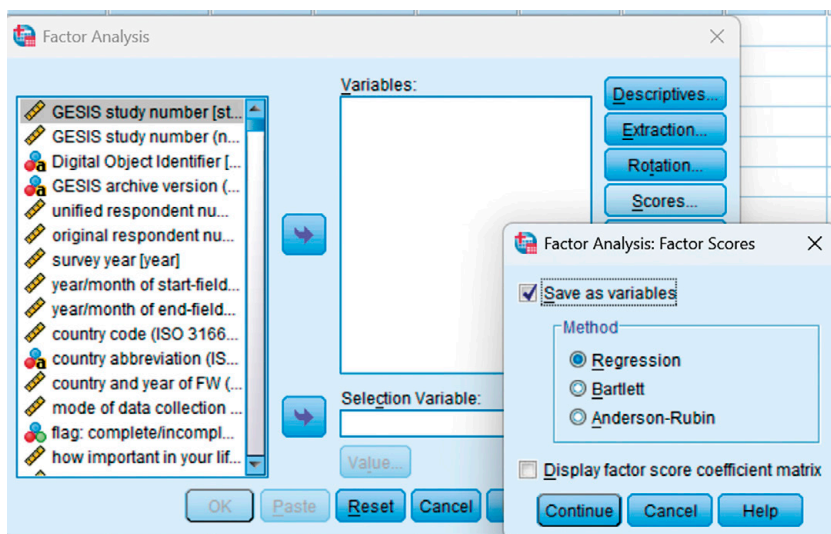 Factor Analysis
Variables:
GESIS study number [st...
GESIS study number (n...
Digital Object Identifier [...
GESIS archive version (...
unified respondent nu...
original respondent nu...
survey year [year]
year/month of start-field...
year/month of end-field...
country code (ISO 3166...
country abbreviation (IS...
country and year of FW (...
mode of data collection ...
flag: complete/incompl...
how important in your lif...
Selection Variable:
Value...
Descriptives...
Extraction...
Rotation...
Scores...
OK
Paste
Reset
Cancel
Factor Analysis: Factor Scores
Save as variables
Method
Regression
Bartlett
Anderson-Rubin
Display factor score coefficient matrix
Continue
Cancel
Help